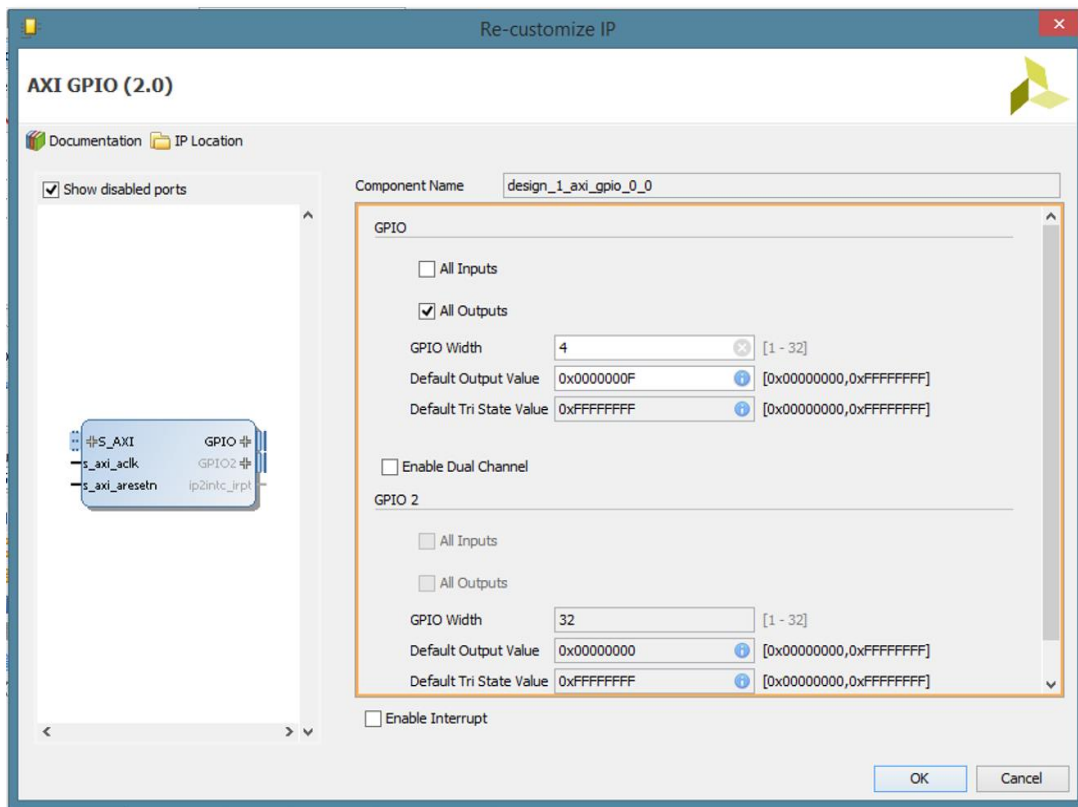 Re-customize IP
AXI GPIO (2.0)
Documentation IP Location
Show disabled ports
S_AXI GPIO
s_axi_aclk GPIO2
s_axi_aresetn ip2intc_irpt
Component Name design_1_axi_gpio_0_0
GPIO
All Inputs
All Outputs
GPIO Width 4 [1 - 32]
Default Output Value 0x0000000F [0x00000000,0xFFFFFFFF]
Default Tri State Value 0xFFFFFFFF [0x00000000,0xFFFFFFFF]
Enable Dual Channel
GPIO 2
All Inputs
All Outputs
GPIO Width 32 [1 - 32]
Default Output Value 0x00000000 [0x00000000,0xFFFFFFFF]
Default Tri State Value 0xFFFFFFFF [0x00000000,0xFFFFFFFF]
Enable Interrupt
OK Cancel